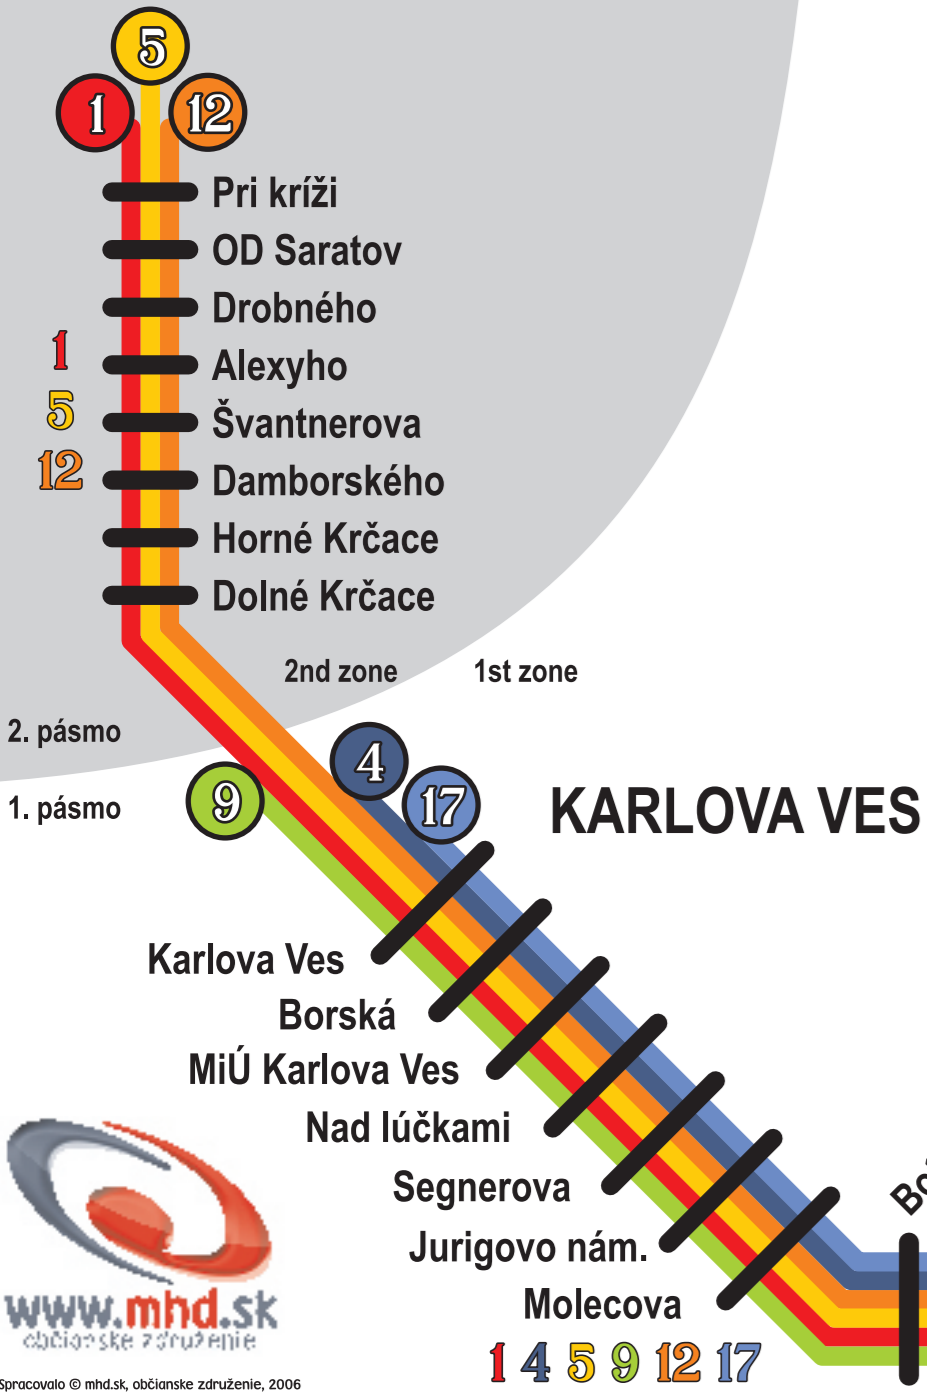 5
1
12
Pri kríži
OD Saratov
Drobného
1
Alexyho
5
Švantnerova
12
Damborského
Horné Krčace
Dolné Krčace
2nd zone
1st zone
2. pásmo
1. pásmo
9
4
17
KARLOVA VES
Karlova Ves
Borská
MiÚ Karlova Ves
Nad lúčkami
Segnerova
Jurigovo nám.
Molecova
1 4 5 9 12 17
www.mhd.sk
občianske združenie
Spracovalo © mhd.sk, občianske združenie, 2006